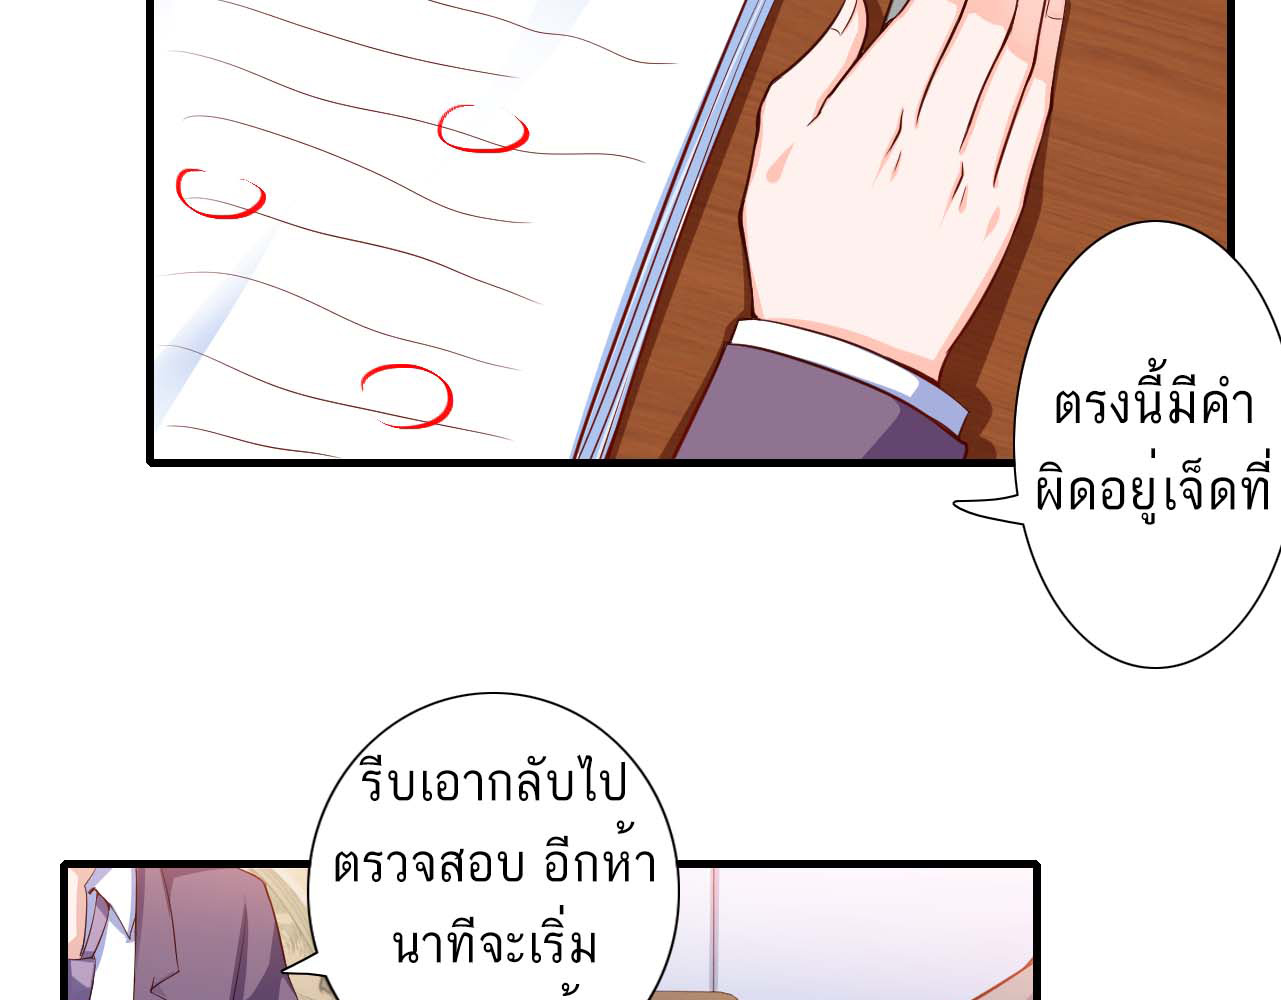 ตรงนี้มีคำ
ผิดอยู่เจ็ดที่
รีบเอากลับไป
ตรวจสอบ อีกห้า
นาทีจะเริ่ม